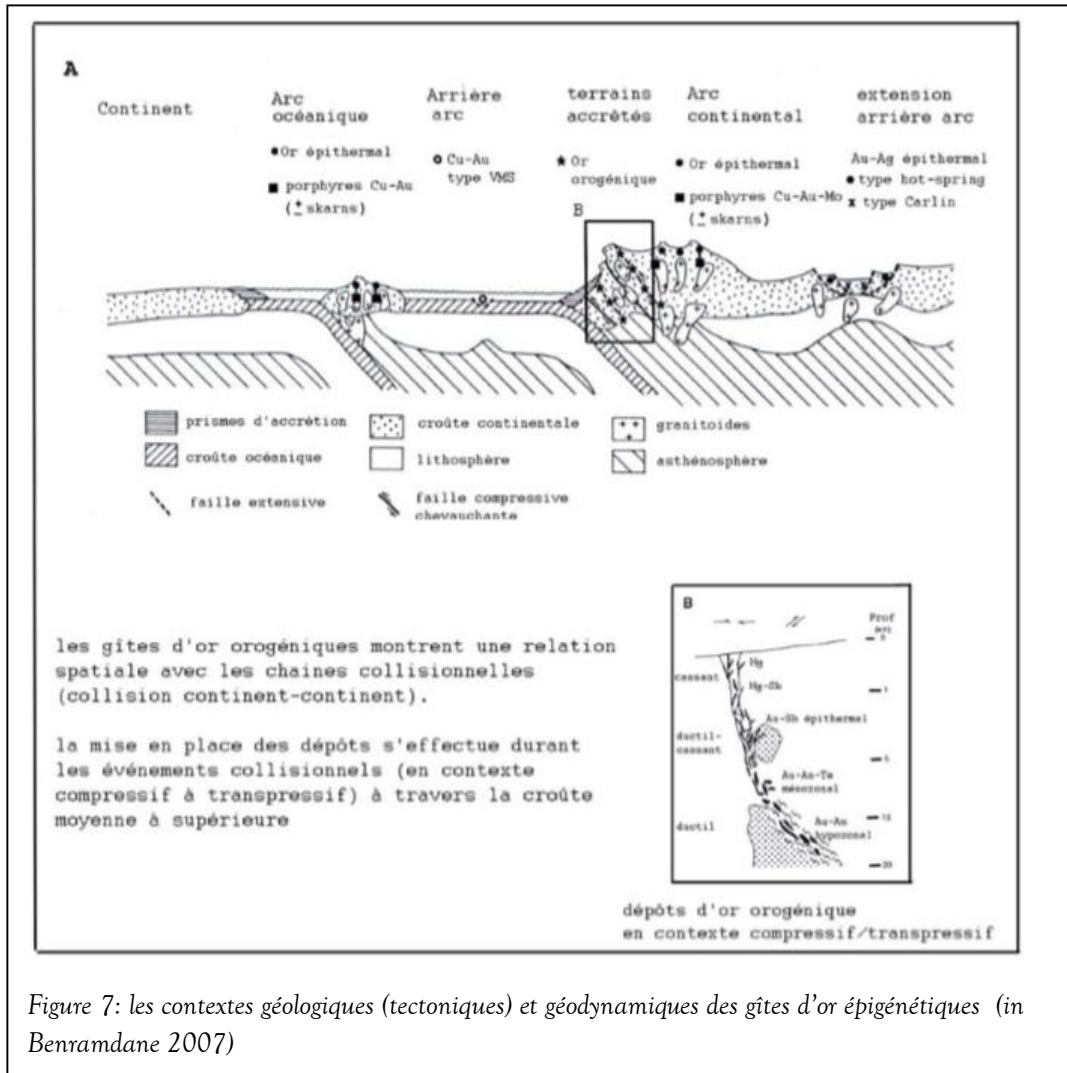 A
Continent
Arc
océanique
Arrière
arc
terrains
accrêtés
Arc
continental
extension
arrière arc
Or épithermal
porphyres Cu-Au
(± skarns)
Cu-Au
type VMS
Or
orogénique
Or épithermal
porphyres Cu-Au-Mo
(± skarns)
Au-Ag épithermal
type hot-spring
type Carlin
B
prismes d'accrétion
croûte continentale
granitoides
croûte océanique
lithosphère
asthénosphère
faille extensive
faille compressive
chevauchante
les gîtes d'or orogéniques montrent une relation
spatiale avec les chaines collisionnelles
(collision continent-continent).
la mise en place des dépôts s'effectue durant
les événements collisionnels (en contexte
compressif à transpressif) à travers la croûte
moyenne à supérieure
B
Prof
cassant
Hg
Hg-Sb
1
Au-Sb épithermal
ductil-
cassant
5
Au-As-Te
mésozonal
ductil
Au-As
hypozonal
20
dépôts d'or orogénique
en contexte compressif/transpressif
Figure 7: les contextes géologiques (tectoniques) et géodynamiques des gîtes d'or épigénétiques (in
Benramdane 2007)